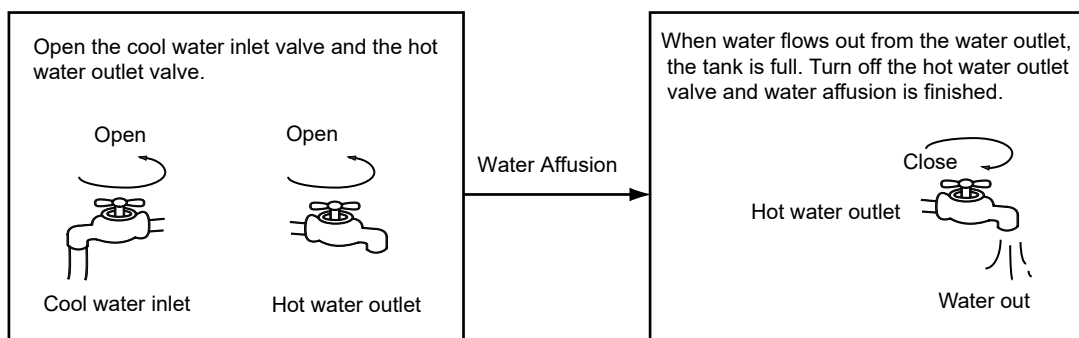 Open the cool water inlet valve and the hot
water outlet valve.
Open
Open
Cool water inlet
Hot water outlet
Water Affusion
When water flows out from the water outlet,
the tank is full. Turn off the hot water outlet
valve and water affusion is finished.
Close
Hot water outlet
Water out